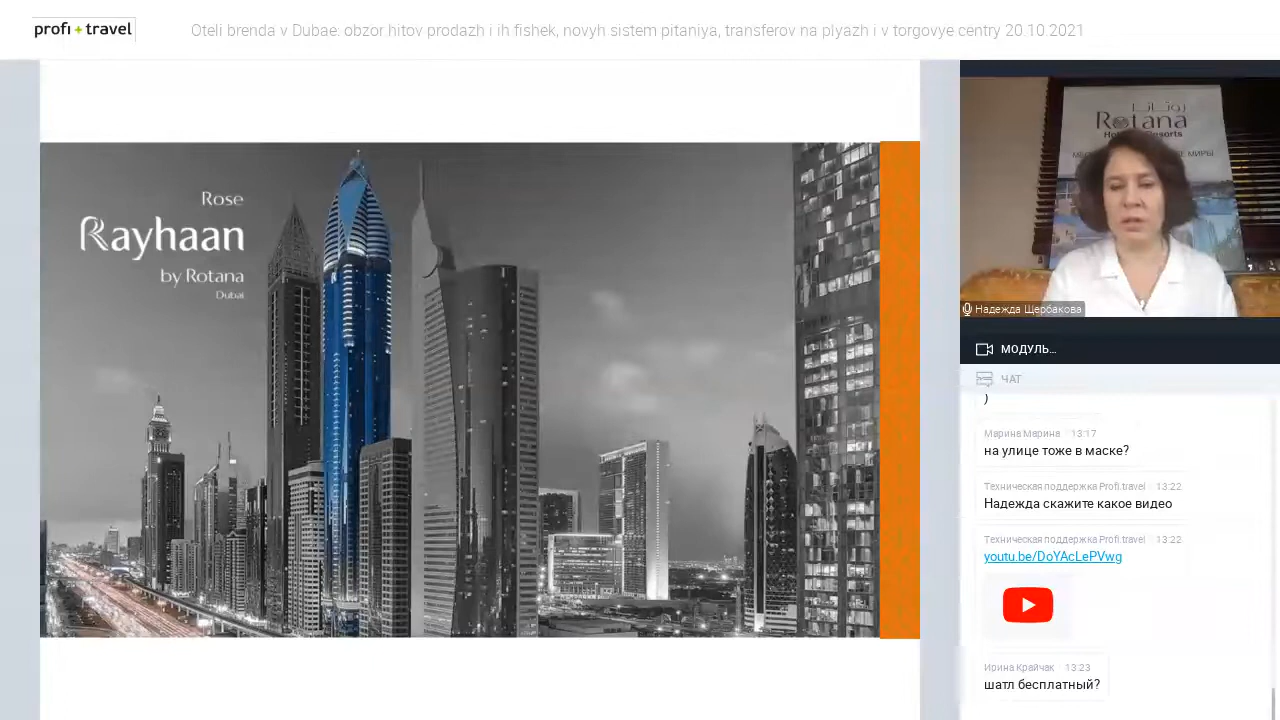 profi + travel
Oteli brenda v Dubae: obzor hitov prodazh i ih fishek, novyh sistem pitaniya, transferov na plyazh i v torgovye centry 20.10.2021
Rose
Rayhaan
by Rotana
Dubai
روتانا
Rotana
Надежда Щербакова
МОДУЛЬ…
ЧАТ
)
Марина Марина 13:17
на улице тоже в маске?
Техническая поддержка Profi.travel 13:22
Надежда скажите какое видео
Техническая поддержка Profi.travel 13:22
youtu.be/DoYAcLePVwg
Ирина Крайчак 13:23
шатл бесплатный?